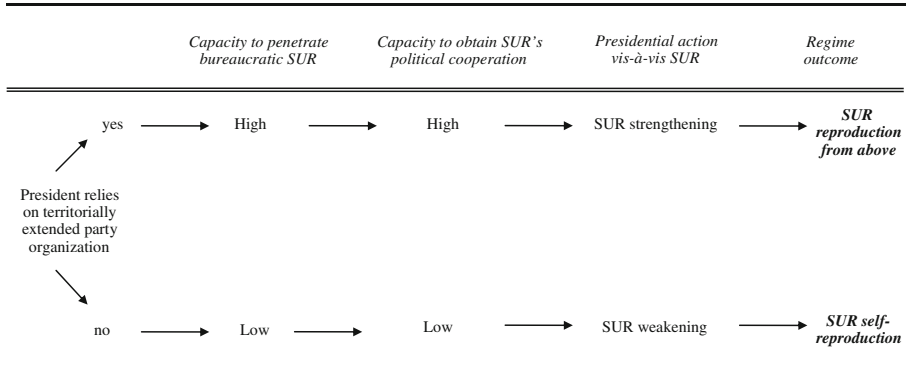 Capacity to penetrate
bureaucratic SUR
Capacity to obtain SUR's
political cooperation
Presidential action
vis-à-vis SUR
Regime
outcome
yes
High
High
SUR strengthening
SUR
reproduction
from above
President relies
on territorially
extended party
organization
no
Low
Low
SUR weakening
SUR self-
reproduction